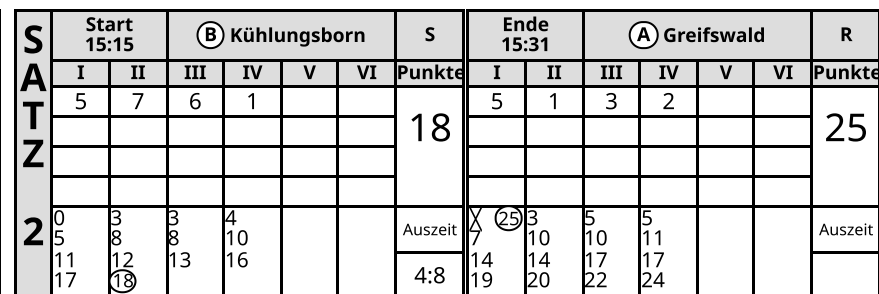 SATZ 2
Start 15:15 B Kühlungsborn S Ende 15:31 A Greifswald R
I II III IV V VI Punkte I II III IV V VI Punkte
5 7 6 1 18 5 1 3 2 25
0 3 3 4 Auszeit X 25 3 5 5 Auszeit
5 8 8 10 7 10 10 11
11 12 13 16 14 14 17 17
17 18 4:8 19 20 22 24